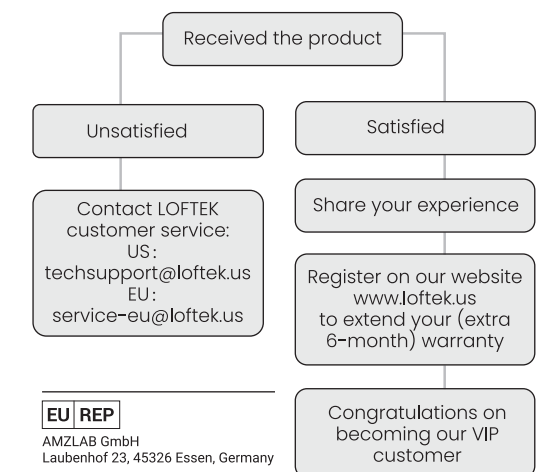 Received the product
Unsatisfied
Contact LOFTEK
customer service:
US:
techsupport@loftek.us
EU:
service-eu@loftek.us
Satisfied
Share your experience
Register on our website
www.loftek.us
to extend your (extra
6-month) warranty
Congratulations on
becoming our VIP
customer
EU REP
AMZLAB GmbH
Laubenhof 23, 45326 Essen, Germany